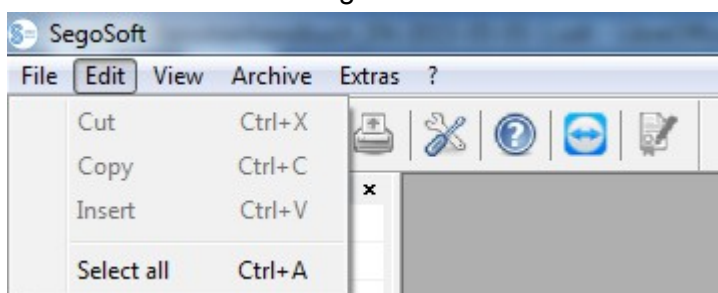 SegoSoft
File Edit View Archive Extras ?
Cut Ctrl+X
Copy Ctrl+C
Insert Ctrl+V
Select all Ctrl+A